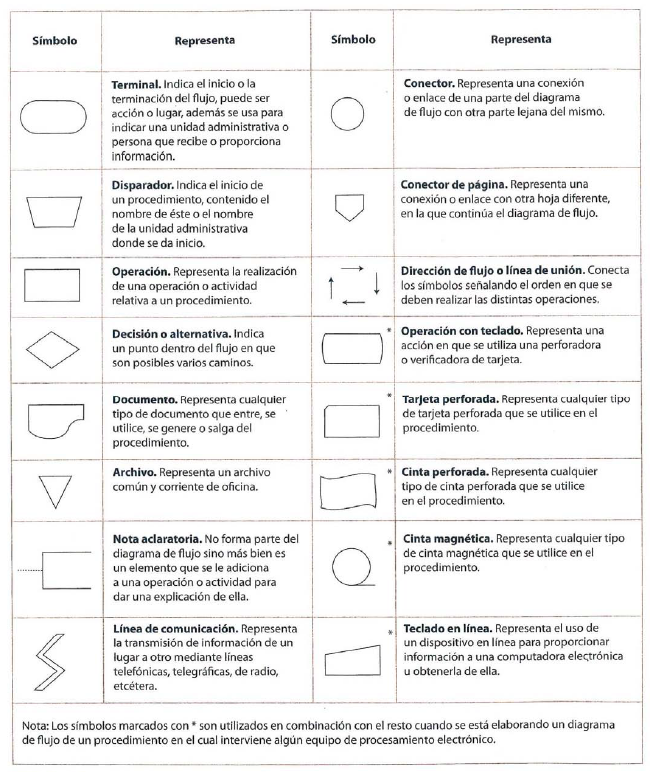 Símbolo Representa Símbolo Representa
Terminal. Indica el inicio o la
terminación del flujo, puede ser
acción o lugar, además se usa para
indicar una unidad administrativa o
persona que recibe o proporciona
información.
Conector. Representa una conexión
o enlace de una parte del diagrama
de flujo con otra parte lejana del mismo.
Disparador. Indica el inicio de
un procedimiento, contenido el
nombre de éste o el nombre
de la unidad administrativa
donde se da inicio.
Conector de página. Representa una
conexión o enlace con otra hoja diferente,
en la que continúa el diagrama de flujo.
Operación. Representa la realización
de una operación o actividad
relativa a un procedimiento.
Dirección de flujo o línea de unión. Conecta
los símbolos señalando el orden en que se
deben realizar las distintas operaciones.
Decisión o alternativa. Indica
un punto dentro del flujo en que
son posibles varios caminos.
* Operación con teclado. Representa una
acción en que se utiliza una perforadora
o verificadora de tarjeta.
Documento. Representa cualquier
tipo de documento que entre, se
utilice, se genere o salga del
procedimiento.
* Tarjeta perforada. Representa cualquier tipo
de tarjeta perforada que se utilice en el
procedimiento.
Archivo. Representa un archivo
común y corriente de oficina.
* Cinta perforada. Representa cualquier
tipo de cinta perforada que se utilice
en el procedimiento.
Nota aclaratoria. No forma parte del
diagrama de flujo sino más bien es
un elemento que se le adiciona
a una operación o actividad para
dar una explicación de ella.
* Cinta magnética. Representa cualquier tipo
de cinta magnética que se utilice en el
procedimiento.
Línea de comunicación. Representa
la transmisión de información de un
lugar a otro mediante líneas
telefónicas, telegráficas, de radio,
etcétera.
* Teclado en línea. Representa el uso de
un dispositivo en línea para proporcionar
información a una computadora electrónica
u obtenerla de ella.
Nota: Los símbolos marcados con * son utilizados en combinación con el resto cuando se está elaborando un diagrama
de flujo de un procedimiento en el cual interviene algún equipo de procesamiento electrónico.